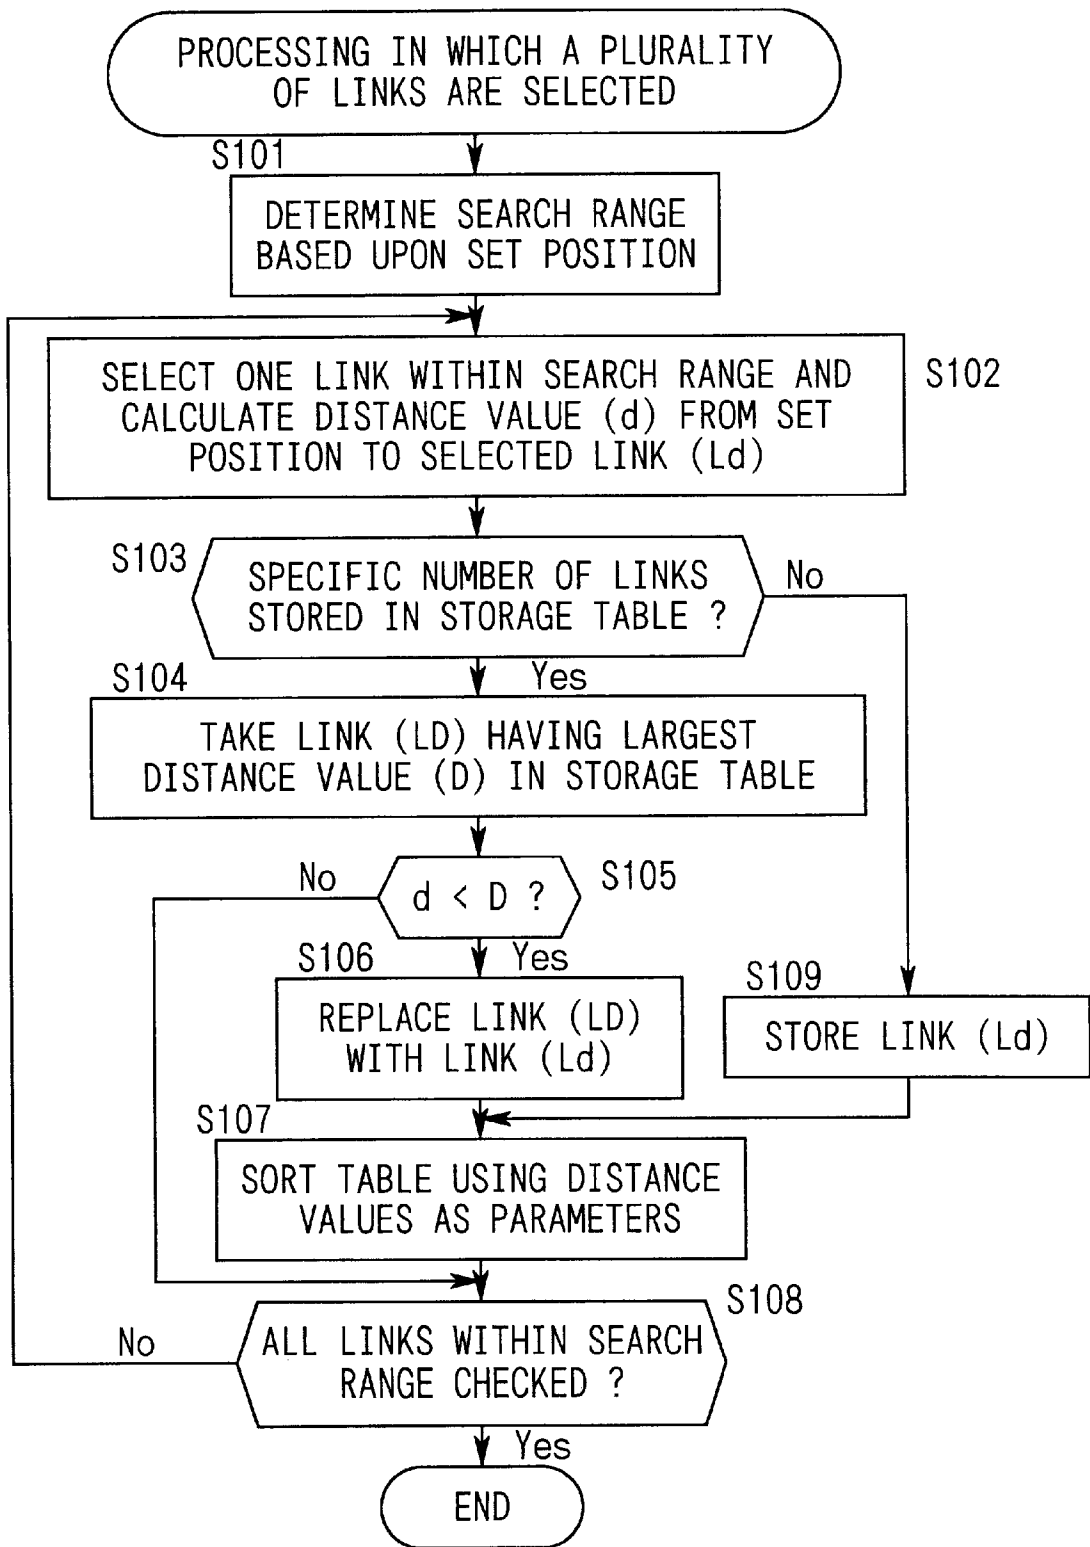 PROCESSING IN WHICH A PLURALITY
OF LINKS ARE SELECTED
S101
DETERMINE SEARCH RANGE
BASED UPON SET POSITION
SELECT ONE LINK WITHIN SEARCH RANGE AND
CALCULATE DISTANCE VALUE (d) FROM SET
POSITION TO SELECTED LINK (Ld)
S102
S103
SPECIFIC NUMBER OF LINKS
STORED IN STORAGE TABLE ?
No
Yes
S104
TAKE LINK (LD) HAVING LARGEST
DISTANCE VALUE (D) IN STORAGE TABLE
No
d < D ?
S105
Yes
S106
REPLACE LINK (LD)
WITH LINK (Ld)
S109
STORE LINK (Ld)
S107
SORT TABLE USING DISTANCE
VALUES AS PARAMETERS
S108
No
ALL LINKS WITHIN SEARCH
RANGE CHECKED ?
Yes
END